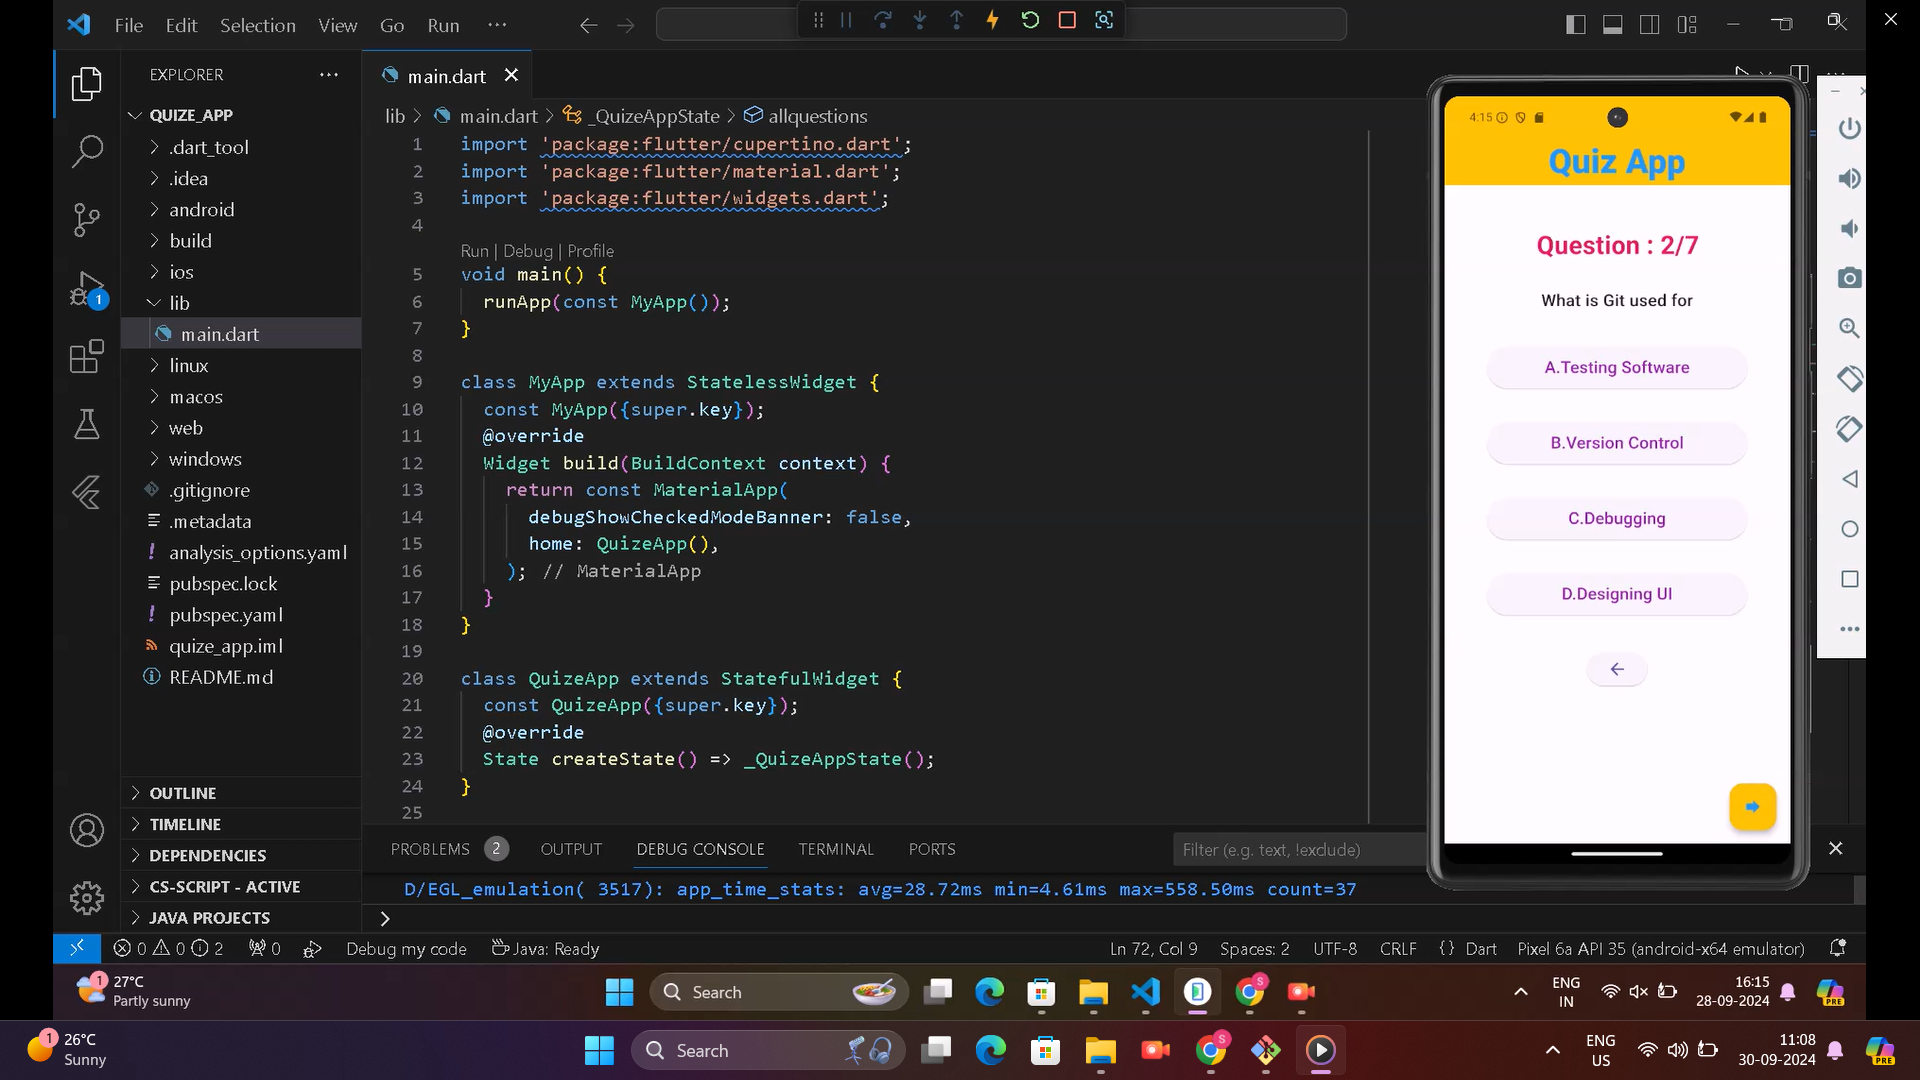 File Edit Selection View Go Run ···
EXPLORER ···
QUIZE_APP
.dart_tool
.idea
android
build
ios
lib
main.dart
linux
macos
web
windows
.gitignore
.metadata
! analysis_options.yaml
pubspec.lock
! pubspec.yaml
quize_app.iml
README.md
OUTLINE
TIMELINE
DEPENDENCIES
CS-SCRIPT - ACTIVE
JAVA PROJECTS
1
main.dart
lib > main.dart > _QuizeAppState > allquestions
1 import 'package:flutter/cupertino.dart';
2 import 'package:flutter/material.dart';
3 import 'package:flutter/widgets.dart';
4
Run | Debug | Profile
5 void main() {
6 runApp(const MyApp());
7 }
8
9 class MyApp extends StatelessWidget {
10 const MyApp({super.key});
11 @override
12 Widget build(BuildContext context) {
13 return const MaterialApp(
14 debugShowCheckedModeBanner: false,
15 home: QuizeApp(),
16 ); // MaterialApp
17 }
18 }
19
20 class QuizeApp extends StatefulWidget {
21 const QuizeApp({super.key});
22 @override
23 State createState() => _QuizeAppState();
24 }
25
4:15
Quiz App
Question : 2/7
What is Git used for
A.Testing Software
B.Version Control
C.Debugging
D.Designing UI
PROBLEMS 2 OUTPUT DEBUG CONSOLE TERMINAL PORTS Filter (e.g. text, !exclude)
D/EGL_emulation( 3517): app_time_stats: avg=28.72ms min=4.61ms max=558.50ms count=37
>
0 0 2 0 Debug my code Java: Ready Ln 72, Col 9 Spaces: 2 UTF-8 CRLF {} Dart Pixel 6a API 35 (android-x64 emulator)
1 27°C
Partly sunny
Search
S
ENG
IN
16:15
28-09-2024
PRE
1 26°C
Sunny
Search
S
ENG
US
11:08
30-09-2024
PRE